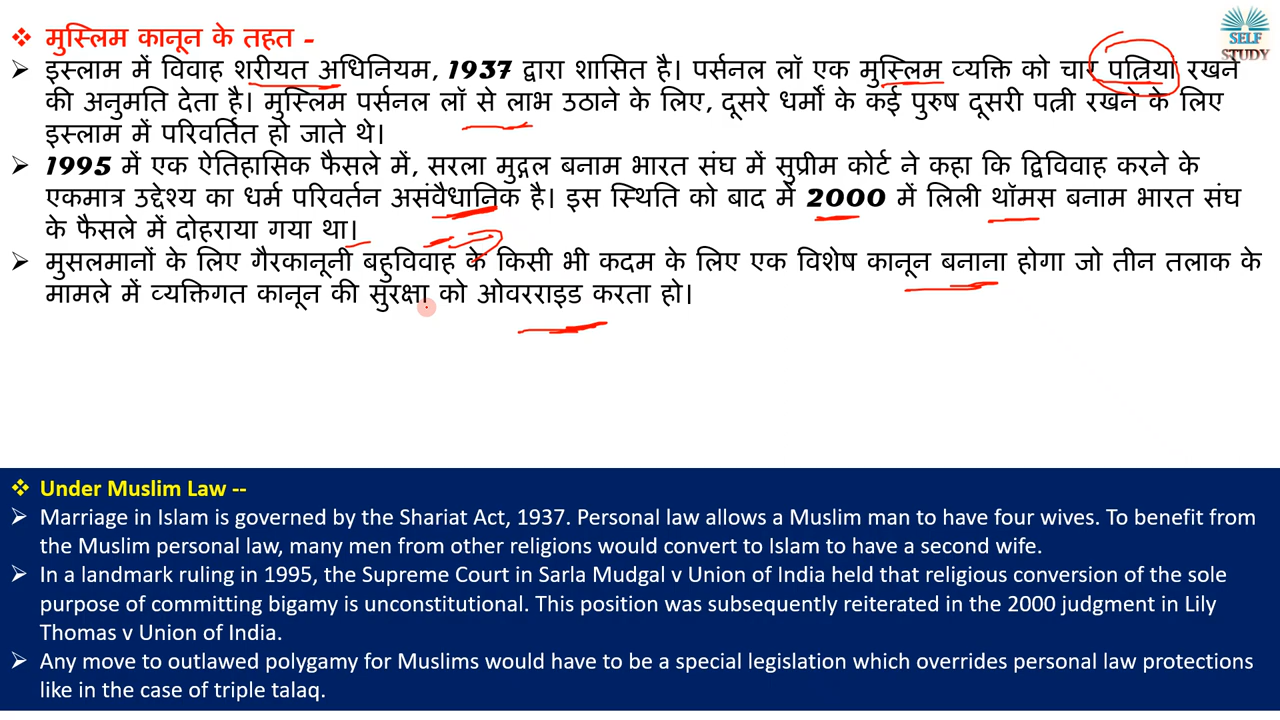 ❖ मुस्लिम कानून के तहत -
SELF
STUDY
➢ इस्लाम में विवाह शरीयत अधिनियम, 1937 द्वारा शासित है। पर्सनल लॉ एक मुस्लिम व्यक्ति को चार पत्निया रखने
की अनुमति देता है। मुस्लिम पर्सनल लॉ से लाभ उठाने के लिए, दूसरे धर्मों के कई पुरुष दूसरी पत्नी रखने के लिए
इस्लाम में परिवर्तित हो जाते थे।
➢ 1995 में एक ऐतिहासिक फैसले में, सरला मुद्गल बनाम भारत संघ में सुप्रीम कोर्ट ने कहा कि द्विविवाह करने के
एकमात्र उद्देश्य का धर्म परिवर्तन असंवैधानिक है। इस स्थिति को बाद में 2000 में लिली थॉमस बनाम भारत संघ
के फैसले में दोहराया गया था।
➢ मुसलमानों के लिए गैरकानूनी बहुविवाह के किसी भी कदम के लिए एक विशेष कानून बनाना होगा जो तीन तलाक के
मामले में व्यक्तिगत कानून की सुरक्षा को ओवरराइड करता हो।
❖ Under Muslim Law --
➢ Marriage in Islam is governed by the Shariat Act, 1937. Personal law allows a Muslim man to have four wives. To benefit from
the Muslim personal law, many men from other religions would convert to Islam to have a second wife.
➢ In a landmark ruling in 1995, the Supreme Court in Sarla Mudgal v Union of India held that religious conversion of the sole
purpose of committing bigamy is unconstitutional. This position was subsequently reiterated in the 2000 judgment in Lily
Thomas v Union of India.
➢ Any move to outlawed polygamy for Muslims would have to be a special legislation which overrides personal law protections
like in the case of triple talaq.